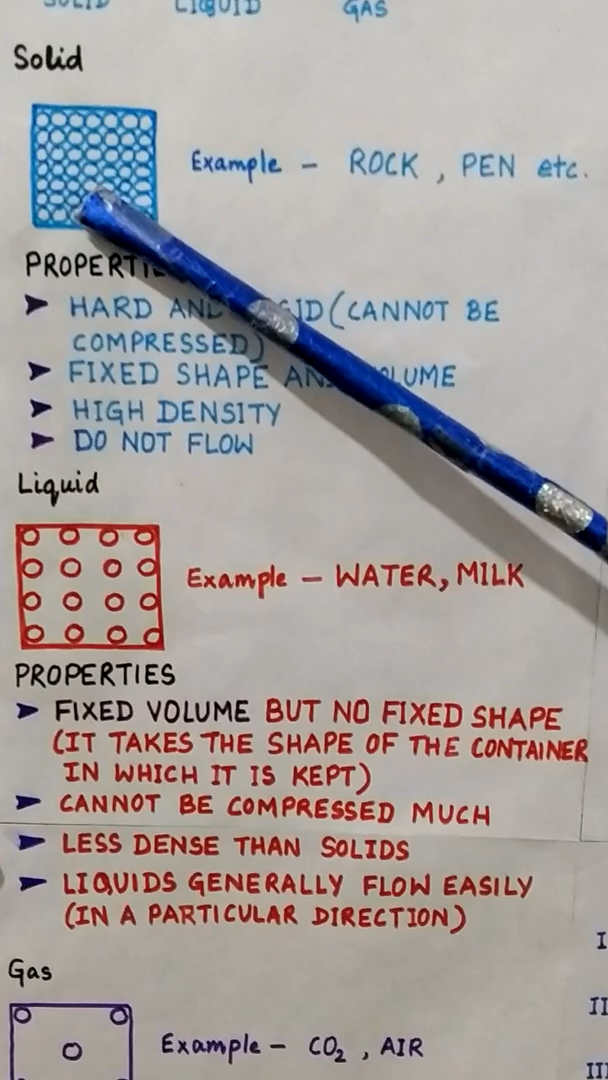 SOLID LIQUID GAS
Solid
Example - ROCK , PEN etc.
HARD AND (CANNOT BE
COMPRESSED)
FIXED SHAPE
HIGH DENSITY
DO NOT FLOW
Liquid
Example - WATER, MILK
PROPERTIES
FIXED VOLUME BUT NO FIXED SHAPE
(IT TAKES THE SHAPE OF THE CONTAINER
IN WHICH IT IS KEPT)
CANNOT BE COMPRESSED MUCH
LESS DENSE THAN SOLIDS
LIQUIDS GENERALLY FLOW EASILY
(IN A PARTICULAR DIRECTION)
Gas
Example - CO₂ , AIR
I
II
III